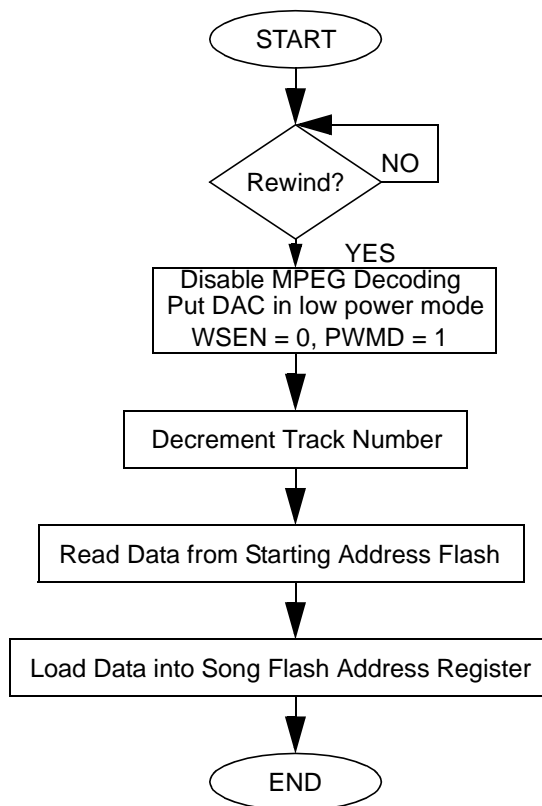 START
Rewind?
NO
YES
Disable MPEG Decoding
Put DAC in low power mode
WSEN = 0, PWMD = 1
Decrement Track Number
Read Data from Starting Address Flash
Load Data into Song Flash Address Register
END